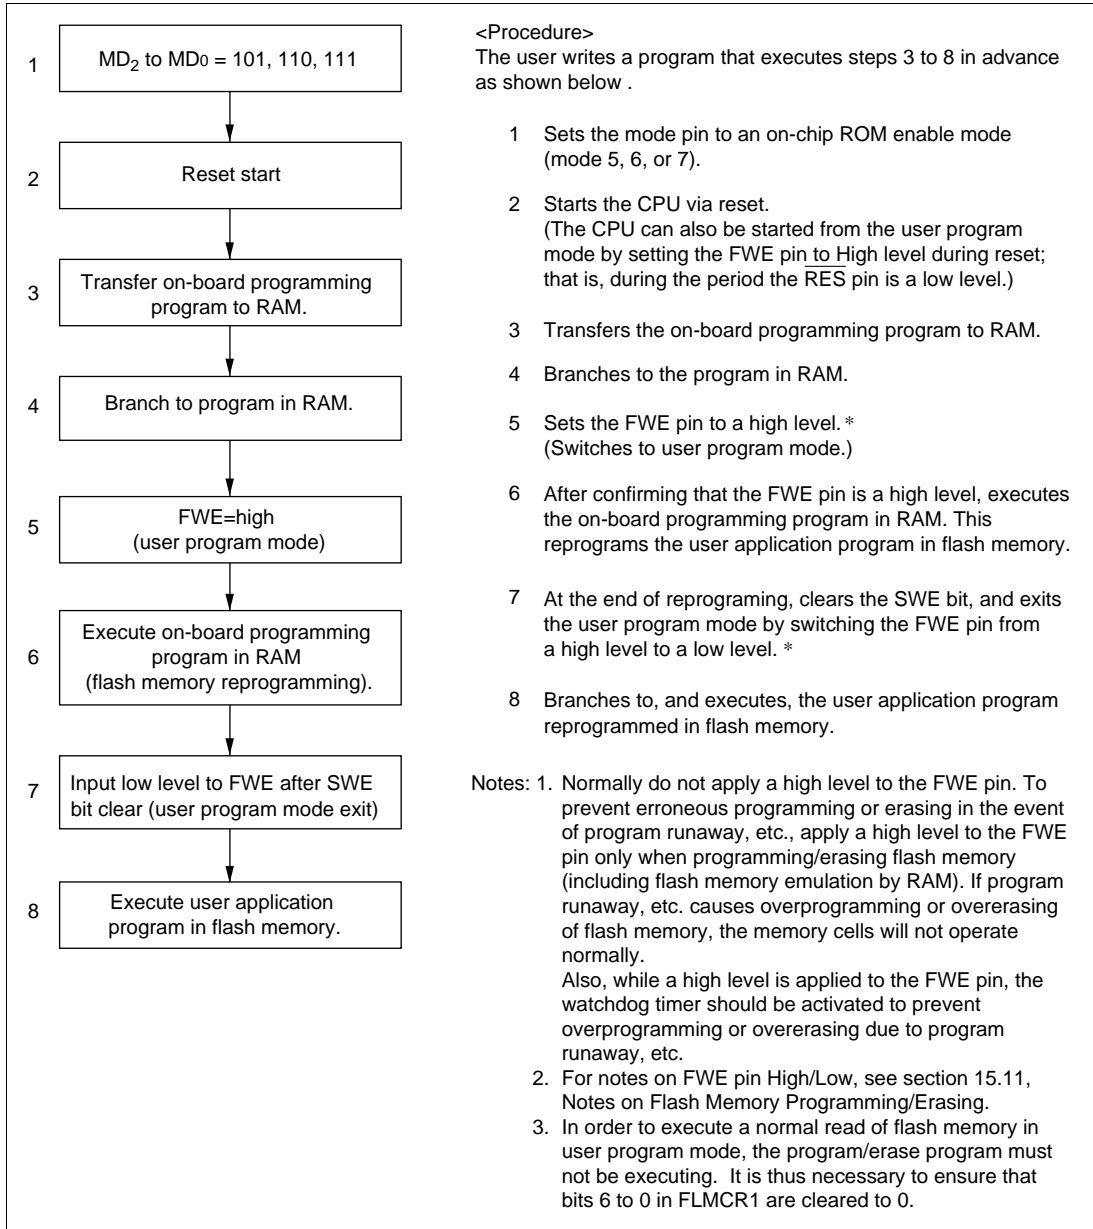 1
MD2 to MD0 = 101, 110, 111
2
Reset start
3
Transfer on-board programming
program to RAM.
4
Branch to program in RAM.
5
FWE=high
(user program mode)
6
Execute on-board programming
program in RAM
(flash memory reprogramming).
7
Input low level to FWE after SWE
bit clear (user program mode exit)
8
Execute user application
program in flash memory.
<Procedure>
The user writes a program that executes steps 3 to 8 in advance
as shown below .
1 Sets the mode pin to an on-chip ROM enable mode
(mode 5, 6, or 7).
2 Starts the CPU via reset.
(The CPU can also be started from the user program
mode by setting the FWE pin to High level during reset;
that is, during the period the RES pin is a low level.)
3 Transfers the on-board programming program to RAM.
4 Branches to the program in RAM.
5 Sets the FWE pin to a high level. *
(Switches to user program mode.)
6 After confirming that the FWE pin is a high level, executes
the on-board programming program in RAM. This
reprograms the user application program in flash memory.
7 At the end of reprograming, clears the SWE bit, and exits
the user program mode by switching the FWE pin from
a high level to a low level. *
8 Branches to, and executes, the user application program
reprogrammed in flash memory.
Notes: 1. Normally do not apply a high level to the FWE pin. To
prevent erroneous programming or erasing in the event
of program runaway, etc., apply a high level to the FWE
pin only when programming/erasing flash memory
(including flash memory emulation by RAM). If program
runaway, etc. causes overprogramming or overerasing
of flash memory, the memory cells will not operate
normally.
Also, while a high level is applied to the FWE pin, the
watchdog timer should be activated to prevent
overprogramming or overerasing due to program
runaway, etc.
2. For notes on FWE pin High/Low, see section 15.11,
Notes on Flash Memory Programming/Erasing.
3. In order to execute a normal read of flash memory in
user program mode, the program/erase program must
not be executing. It is thus necessary to ensure that
bits 6 to 0 in FLMCR1 are cleared to 0.